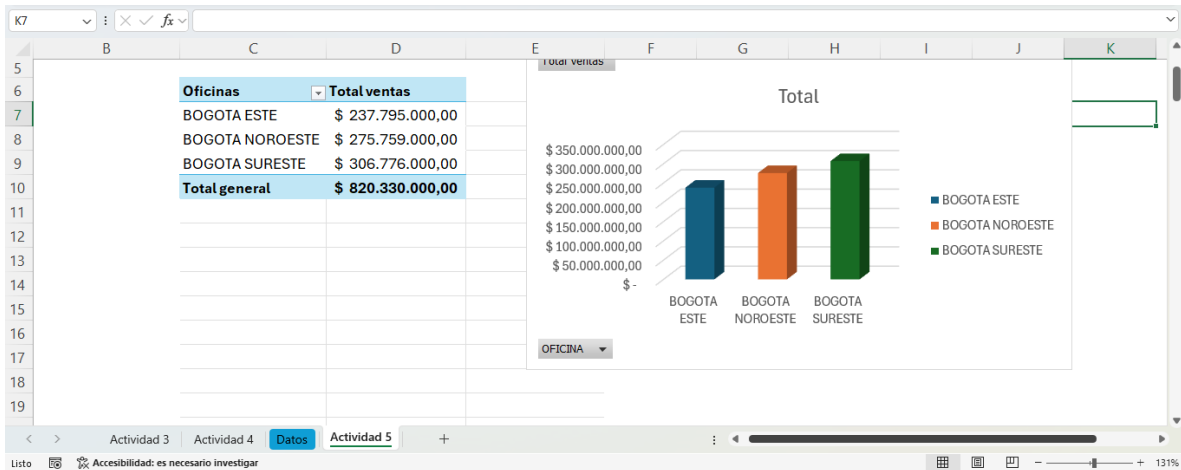 K7
fx
B C D E F G H I J K
5 Total ventas
6 Oficinas Total ventas
7 BOGOTA ESTE $ 237.795.000,00
8 BOGOTA NOROESTE $ 275.759.000,00
9 BOGOTA SURESTE $ 306.776.000,00
10 Total general $ 820.330.000,00
11
12
13
14
15
16
17
18
19
Total
$ 350.000.000,00
$ 300.000.000,00
$ 250.000.000,00
$ 200.000.000,00
$ 150.000.000,00
$ 100.000.000,00
$ 50.000.000,00
$ -
BOGOTA BOGOTA BOGOTA
ESTE NOROESTE SURESTE
BOGOTA ESTE
BOGOTA NOROESTE
BOGOTA SURESTE
OFICINA
Actividad 3 Actividad 4 Datos Actividad 5
Listo Accesibilidad: es necesario investigar 131%